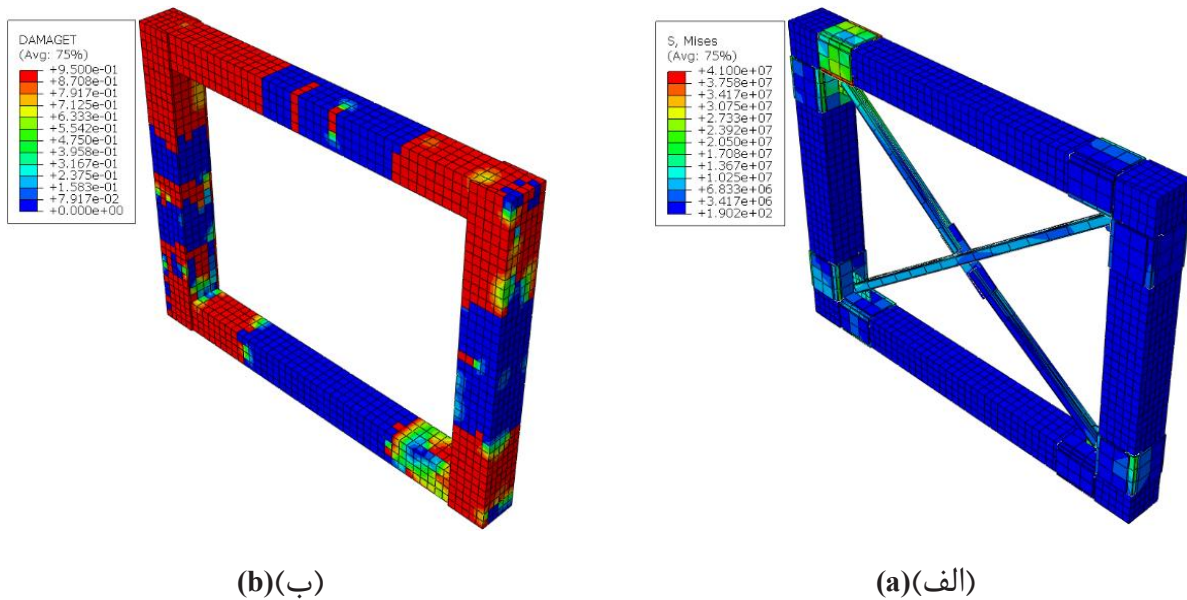 DAMAGET
(Avg: 75%)
+9.500e-01
+8.708e-01
+7.917e-01
+7.125e-01
+6.333e-01
+5.542e-01
+4.750e-01
+3.958e-01
+3.167e-01
+2.375e-01
+1.583e-01
+7.917e-02
+0.000e+00
S, Mises
(Avg: 75%)
+4.100e+07
+3.758e+07
+3.417e+07
+3.075e+07
+2.733e+07
+2.392e+07
+2.050e+07
+1.708e+07
+1.367e+07
+1.025e+07
+6.833e+06
+3.417e+06
+1.902e+02
(ب)(b)
(الف)(a)